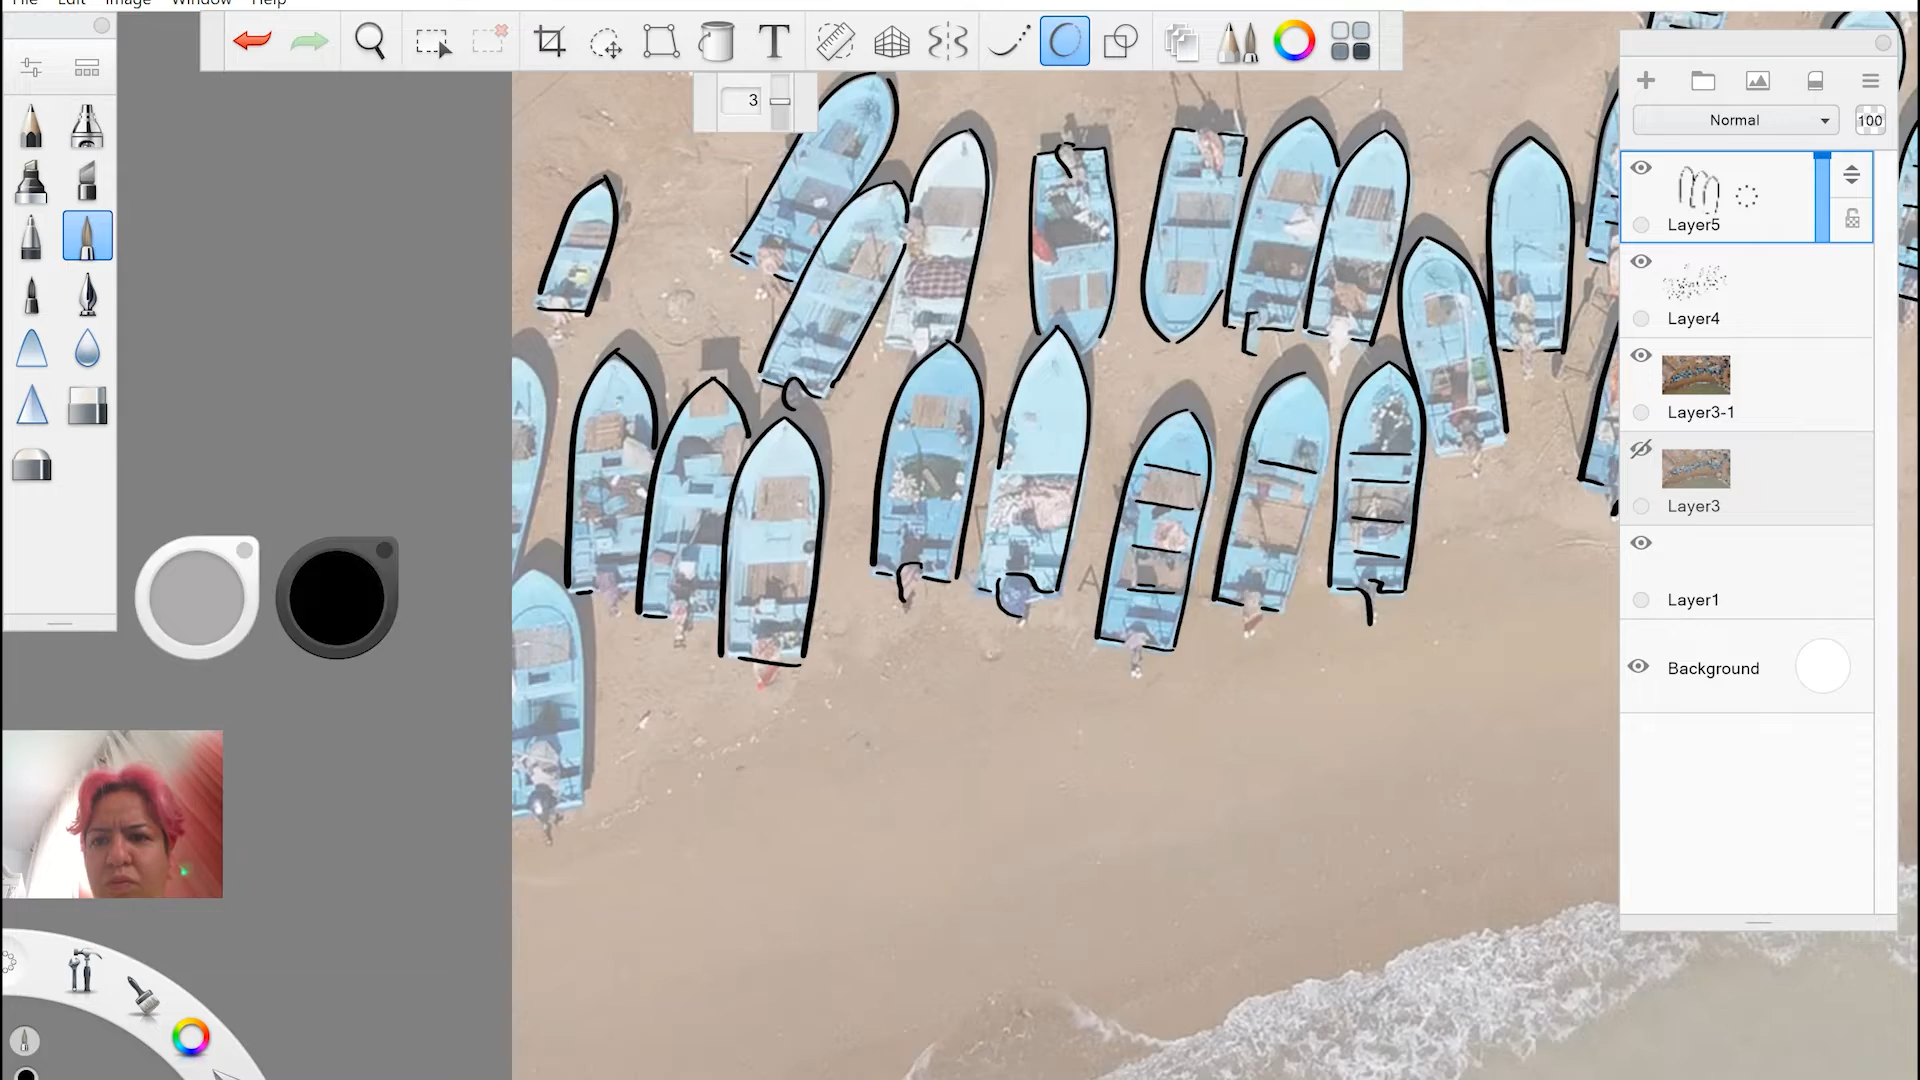 File Edit Image Window Help
T
3
Normal 100
Layer5
Layer4
Layer3-1
Layer3
Layer1
Background